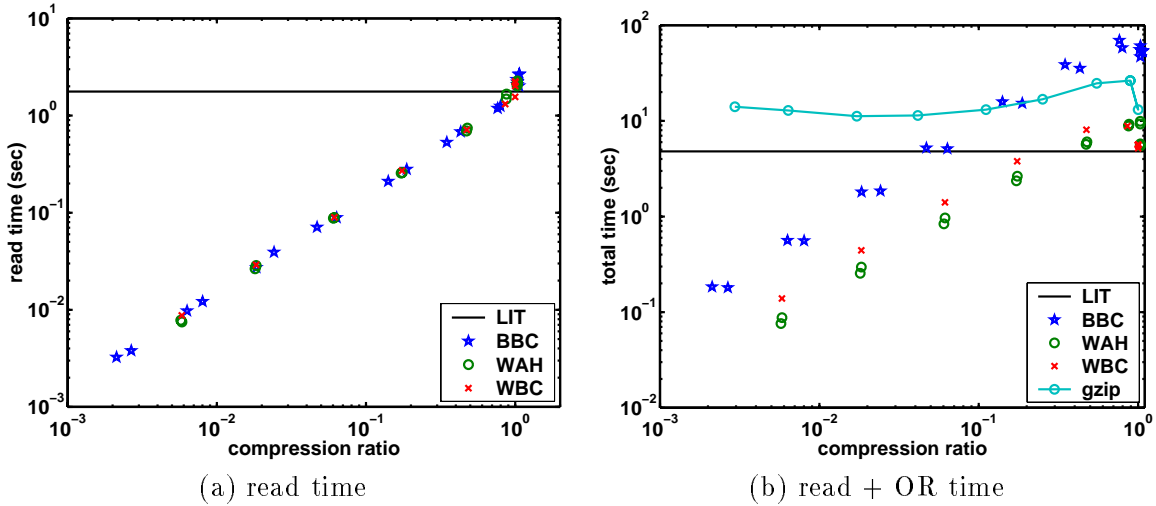 10^1
10^0
10^-1
10^-2
10^-3
read time (sec)
10^-3
10^-2
10^-1
10^0
compression ratio
LIT
BBC
WAH
WBC
(a) read time
10^2
10^1
10^0
10^-1
10^-2
total time (sec)
10^-3
10^-2
10^-1
10^0
compression ratio
LIT
BBC
WAH
WBC
gzip
(b) read + OR time